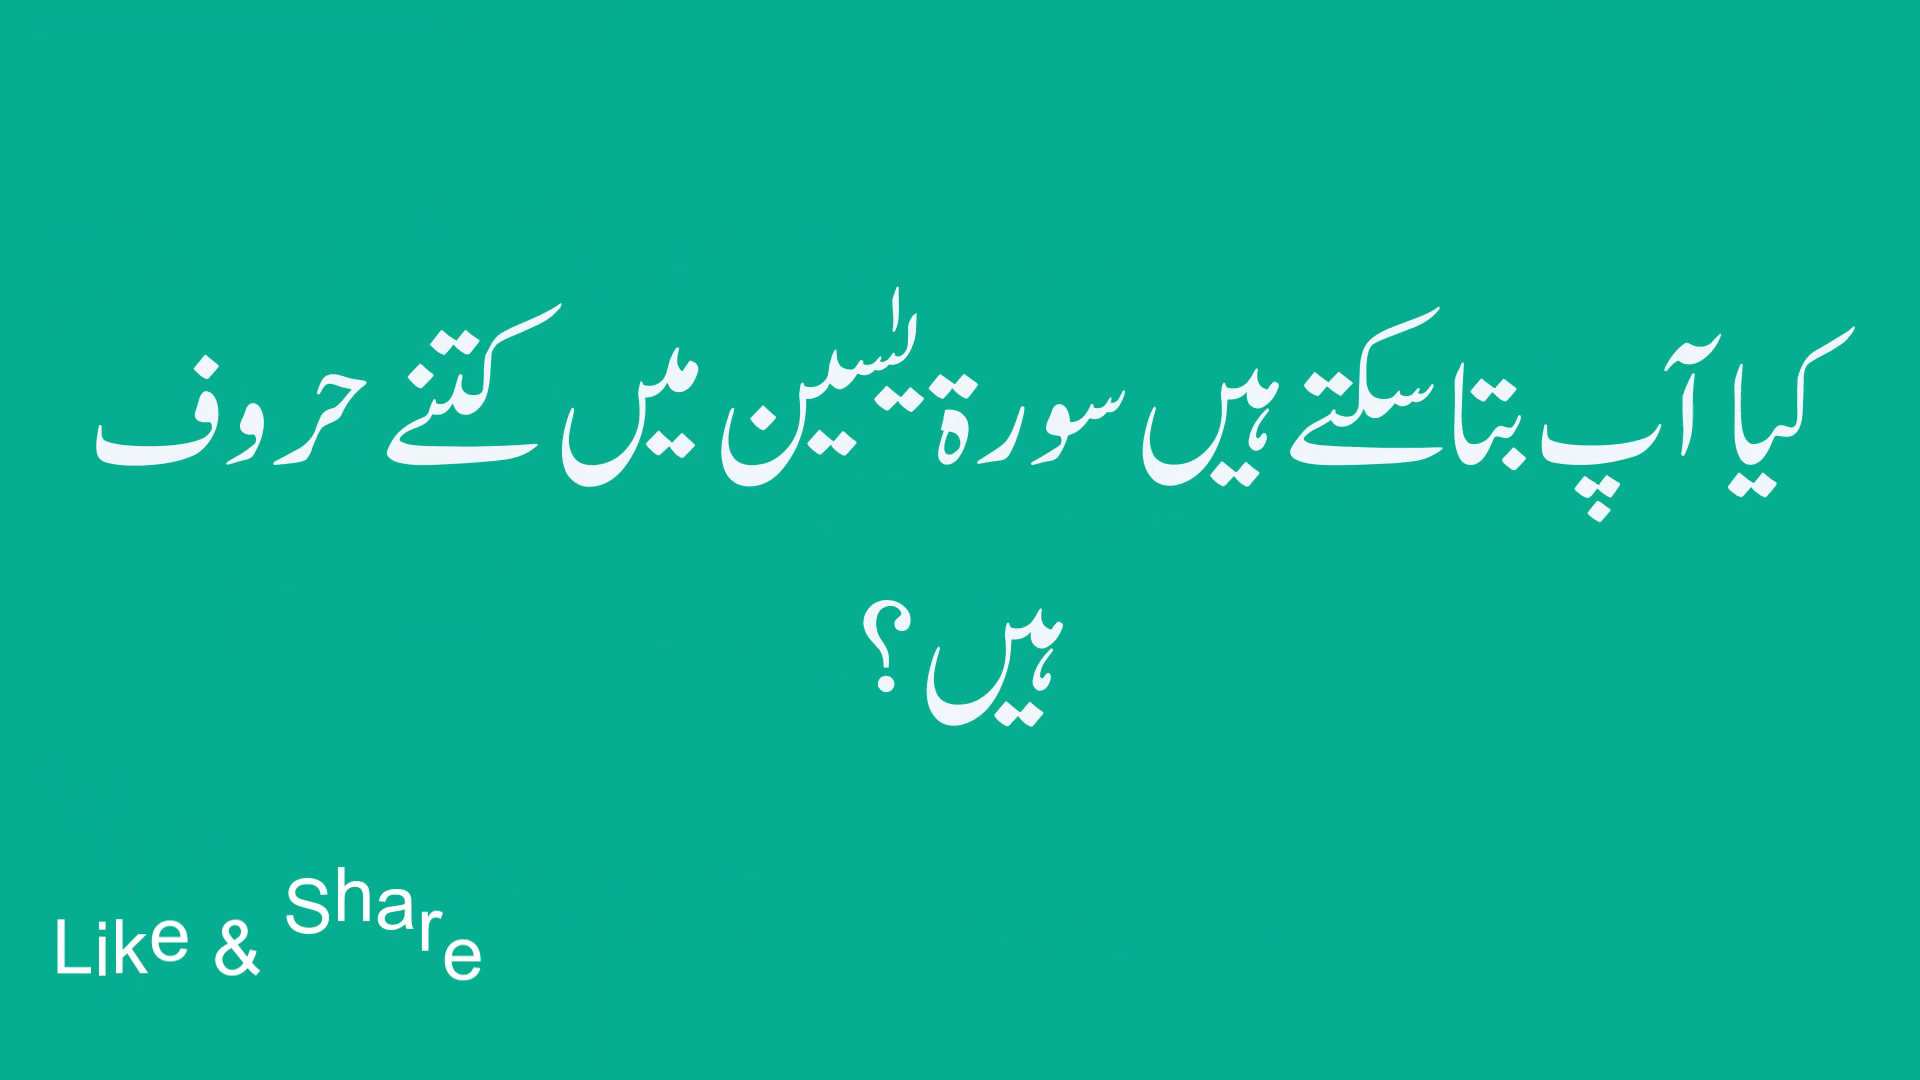 کیا آپ بتا سکتے ہیں سورۃ یٰسین میں کتنے حروف
ہیں ؟
Like & Share